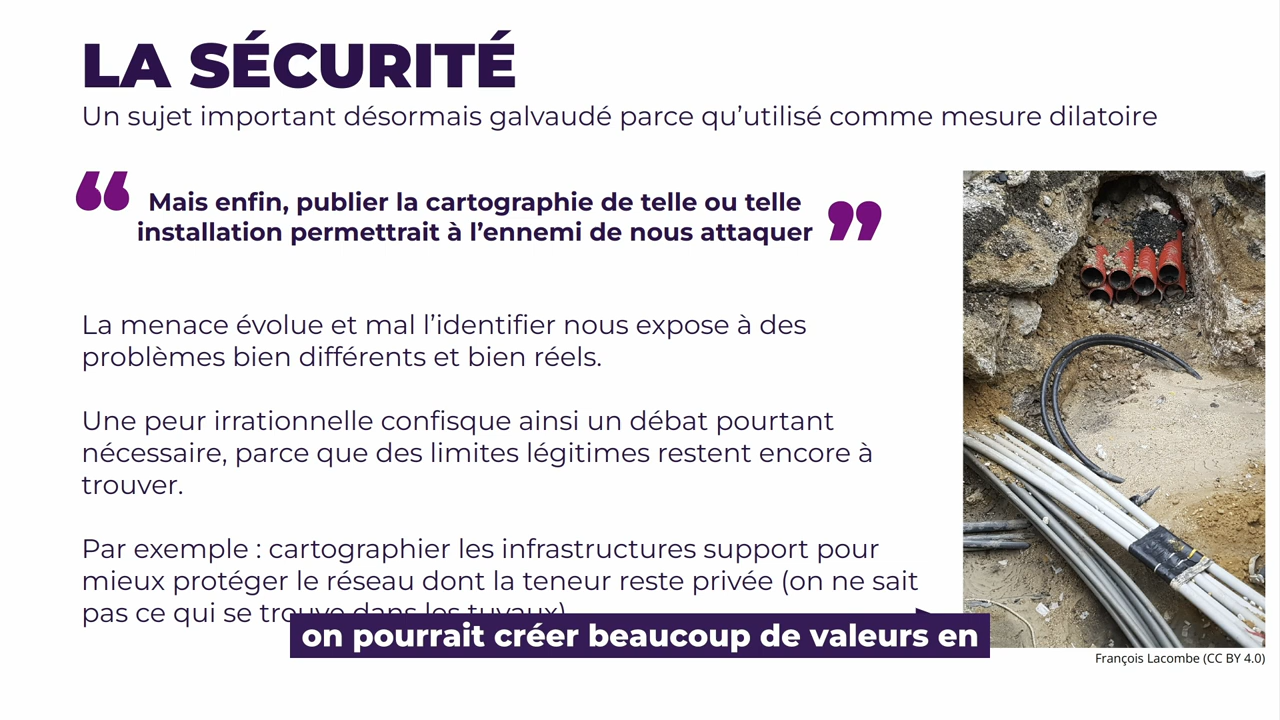 LA SÉCURITÉ
Un sujet important désormais galvaudé parce qu’utilisé comme mesure dilatoire
“ Mais enfin, publier la cartographie de telle ou telle
installation permettrait à l’ennemi de nous attaquer ”
La menace évolue et mal l’identifier nous expose à des
problèmes bien différents et bien réels.
Une peur irrationnelle confisque ainsi un débat pourtant
nécessaire, parce que des limites légitimes restent encore à
trouver.
Par exemple : cartographier les infrastructures support pour
mieux protéger le réseau dont la teneur reste privée (on ne sait
pas ce qui se trouve dans les tuyaux)
on pourrait créer beaucoup de valeurs en
François Lacombe (CC BY 4.0)